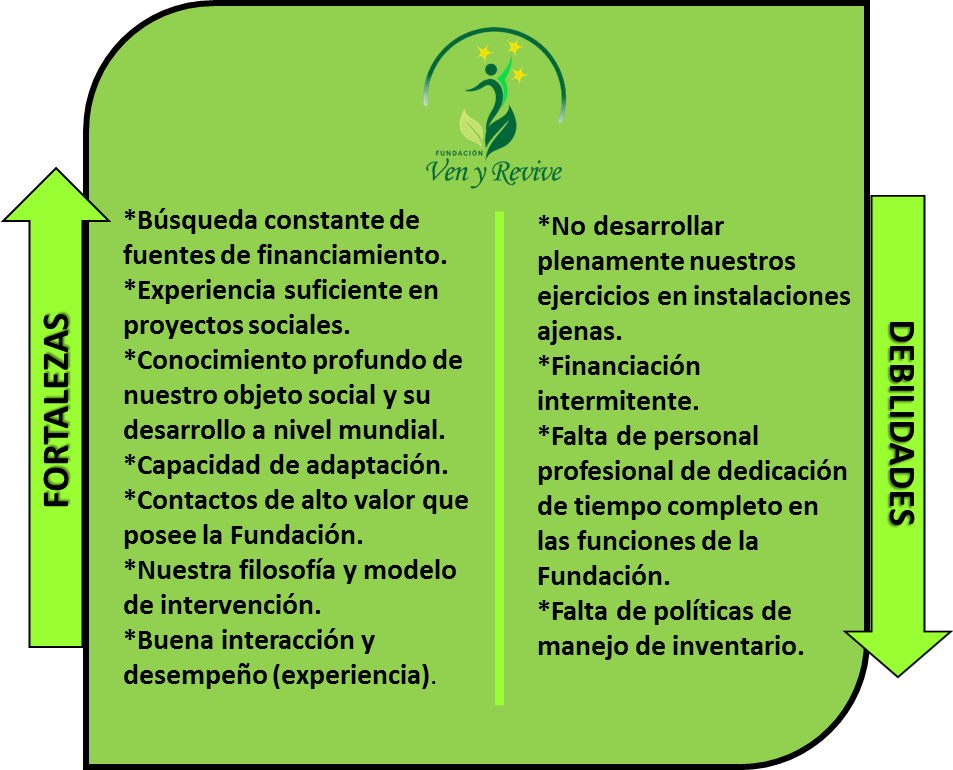 FUNDACIÓN
Ven y Revive
FORTALEZAS
*Búsqueda constante de
fuentes de financiamiento.
*Experiencia suficiente en
proyectos sociales.
*Conocimiento profundo de
nuestro objeto social y su
desarrollo a nivel mundial.
*Capacidad de adaptación.
*Contactos de alto valor que
posee la Fundación.
*Nuestra filosofía y modelo
de intervención.
*Buena interacción y
desempeño (experiencia).
*No desarrollar
plenamente nuestros
ejercicios en instalaciones
ajenas.
*Financiación
intermitente.
*Falta de personal
profesional de dedicación
de tiempo completo en
las funciones de la
Fundación.
*Falta de políticas de
manejo de inventario.
DEBILIDADES